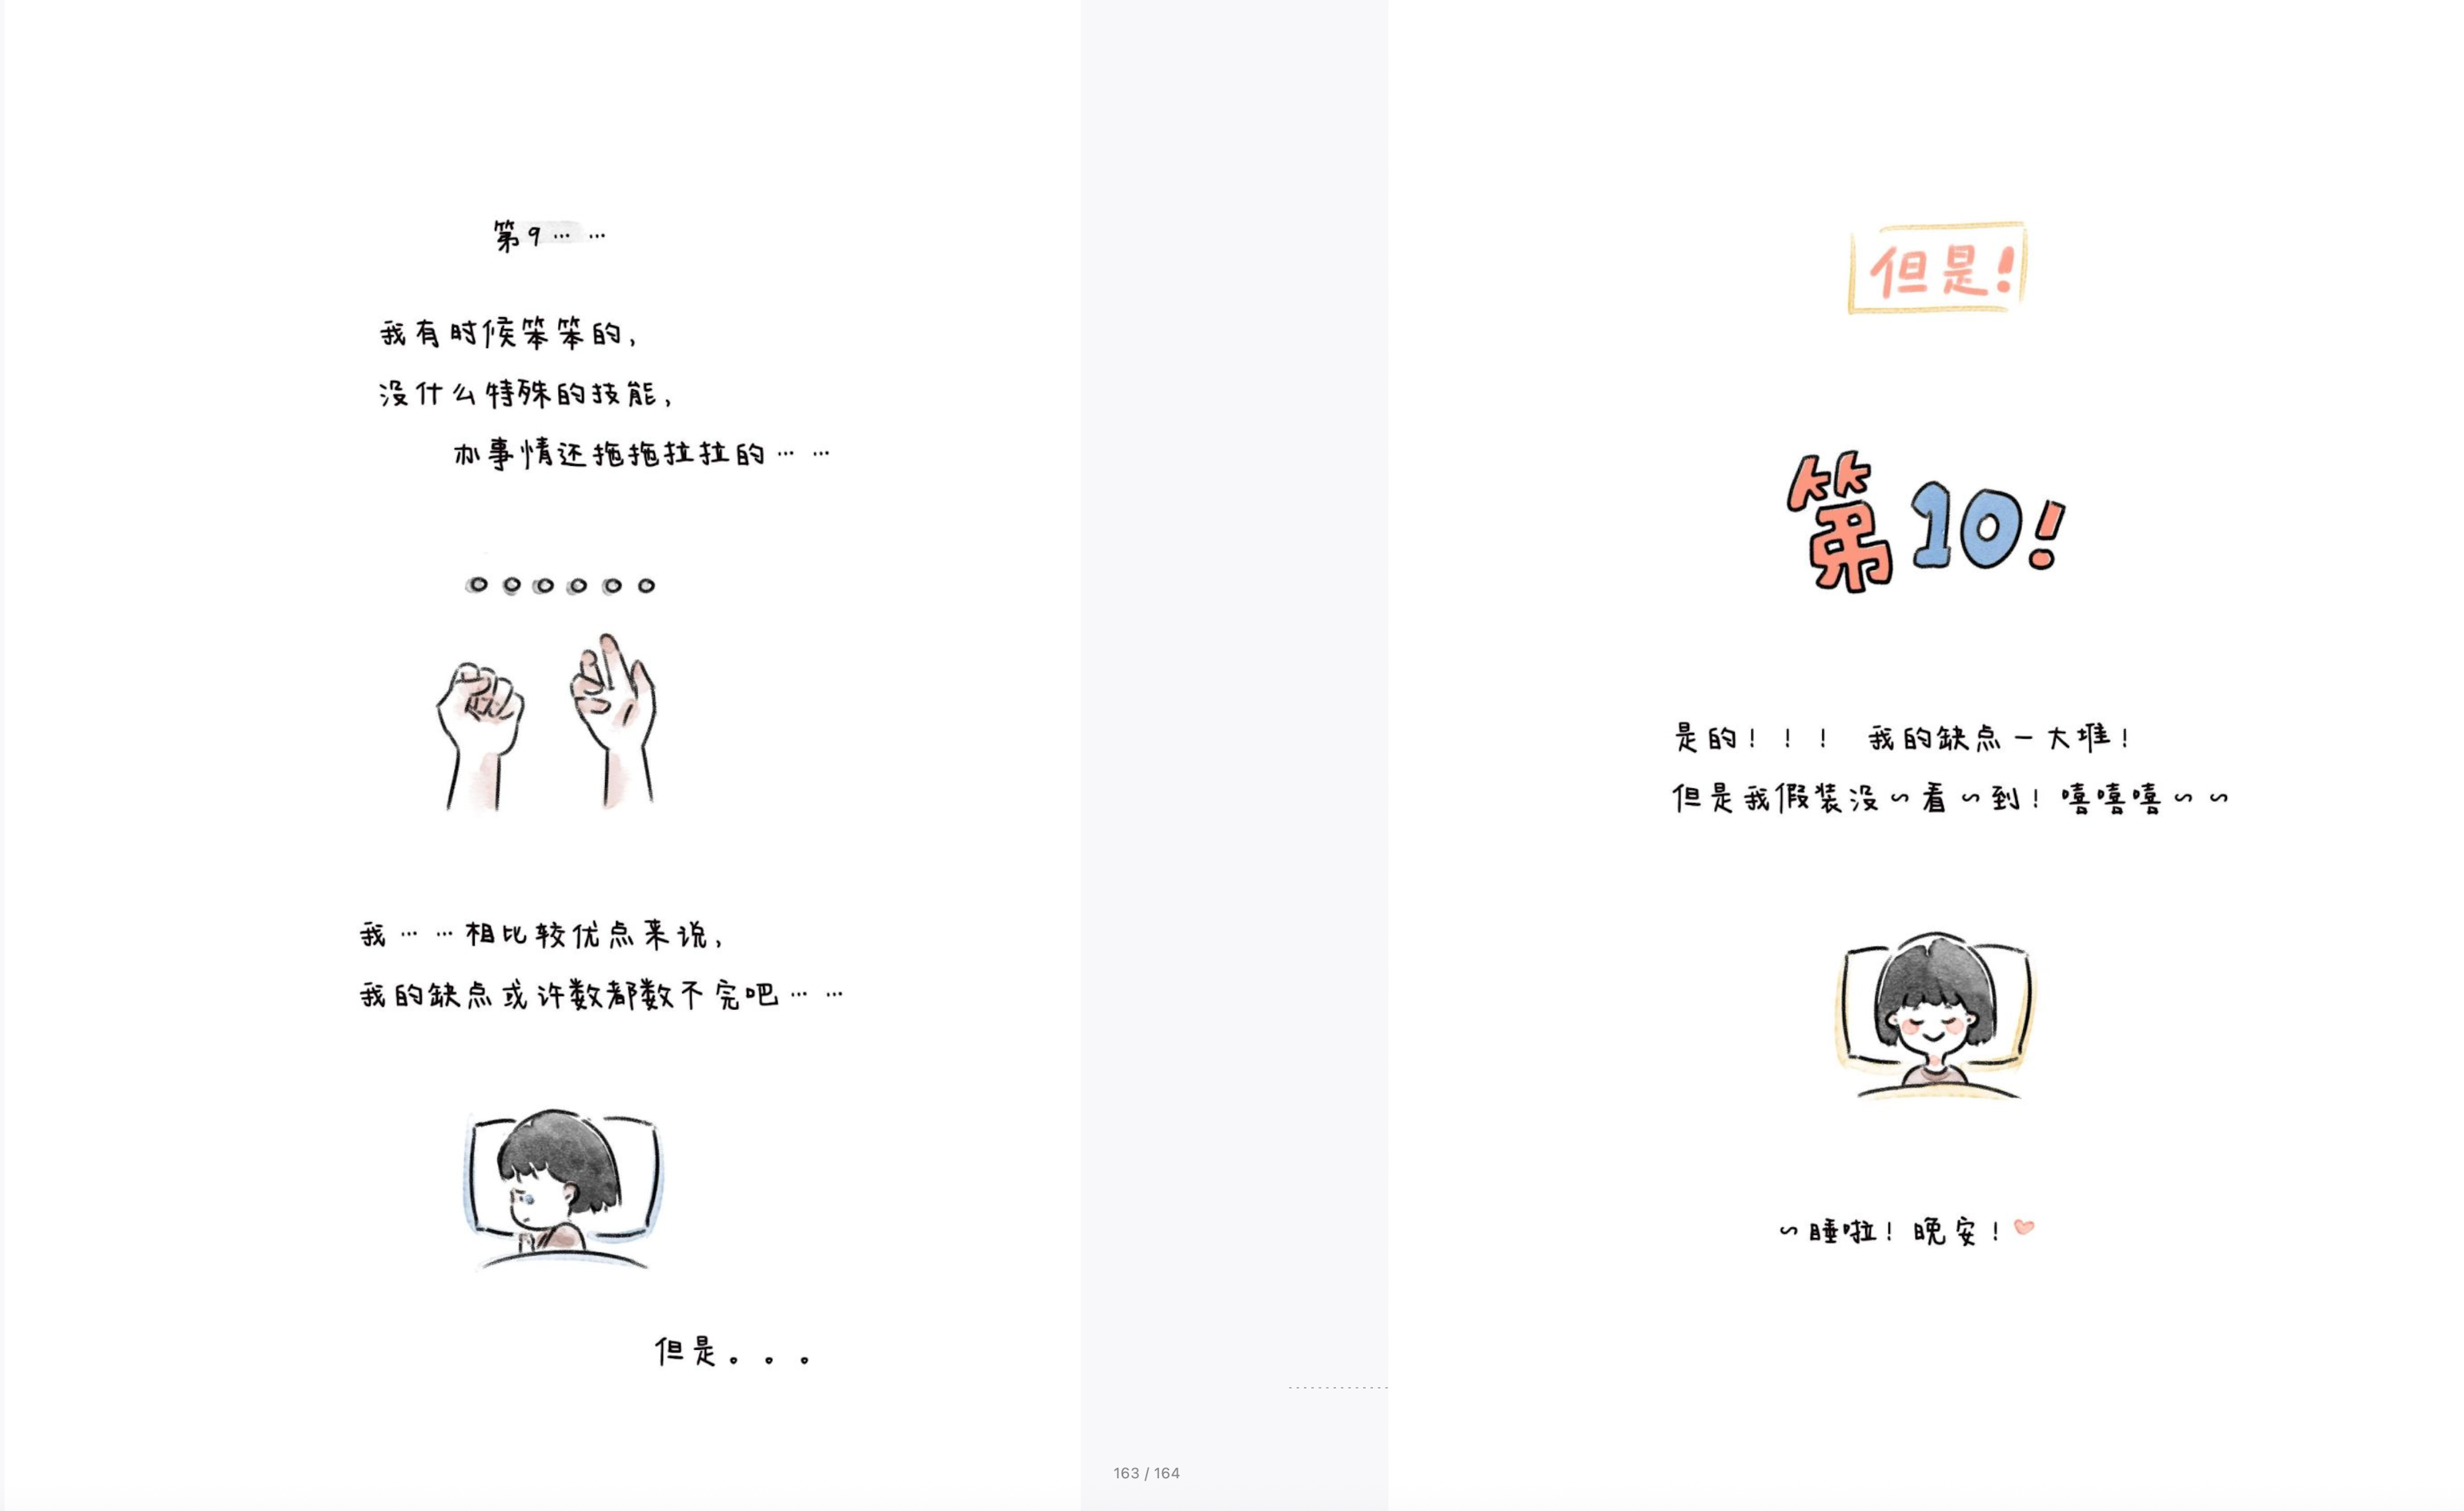 第9……
我有时候笨笨的,
没什么特殊的技能,
办事情还拖拖拉拉的……
我……相比较优点来说,
我的缺点或许数都数不完吧……
但是。。。
163 / 164
但是!
第10!
是的!!! 我的缺点一大堆!
但是我假装没~看~到!嘻嘻嘻~~
~睡啦!晚安!